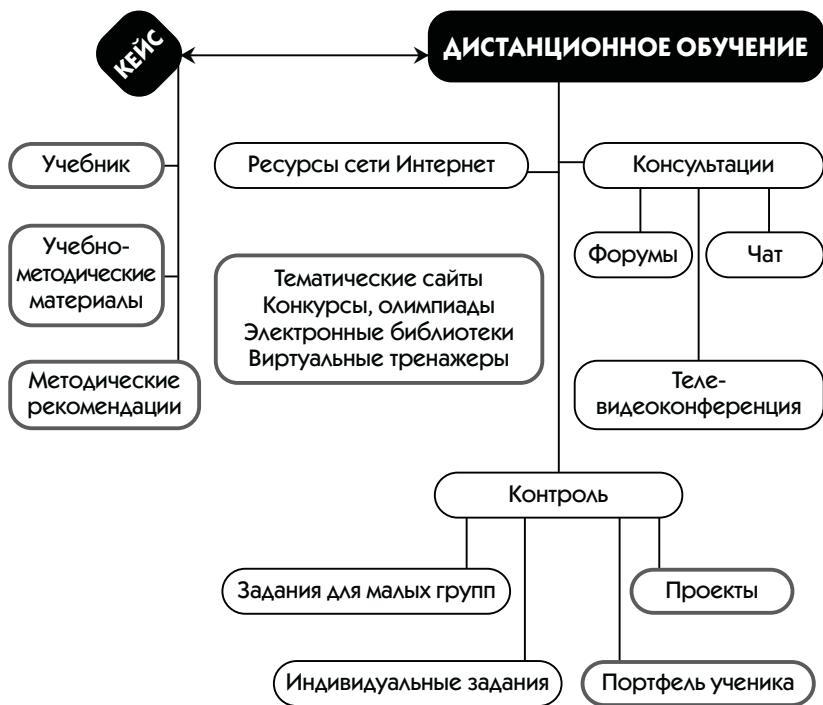 КЕЙС
ДИСТАНЦИОННОЕ ОБУЧЕНИЕ
Учебник
Ресурсы сети Интернет
Консультации
Учебно-
методические
материалы
Форумы
Чат
Тематические сайты
Конкурсы, олимпиады
Электронные библиотеки
Виртуальные тренажеры
Методические
рекомендации
Теле-
видеоконференция
Контроль
Задания для малых групп
Проекты
Индивидуальные задания
Портфель ученика